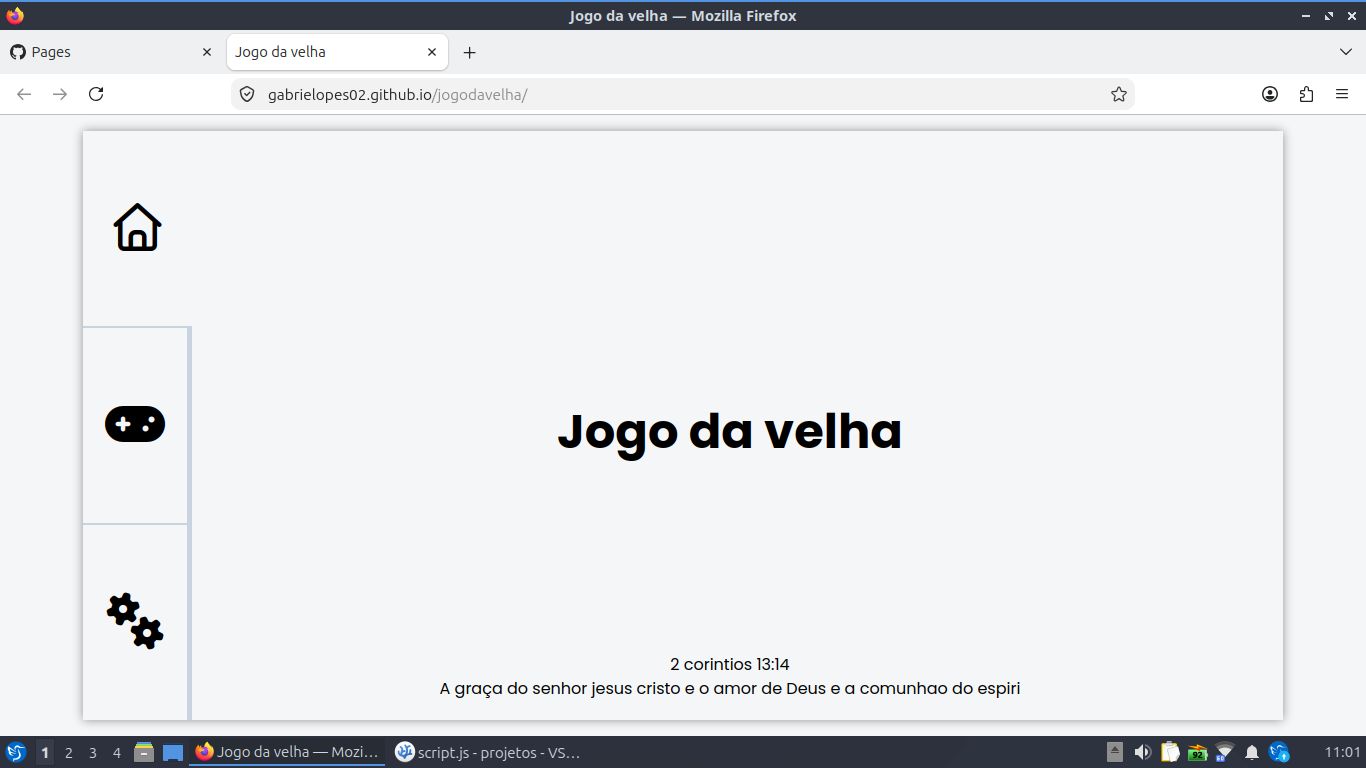 Jogo da velha — Mozilla Firefox
Pages
Jogo da velha
gabrielopes02.github.io/jogodavelha/
Jogo da velha
2 corintios 13:14
A graça do senhor jesus cristo e o amor de Deus e a comunhao do espiri
1 2 3 4 Jogo da velha — Mozi... script.js - projetos - VS... 92 11:01